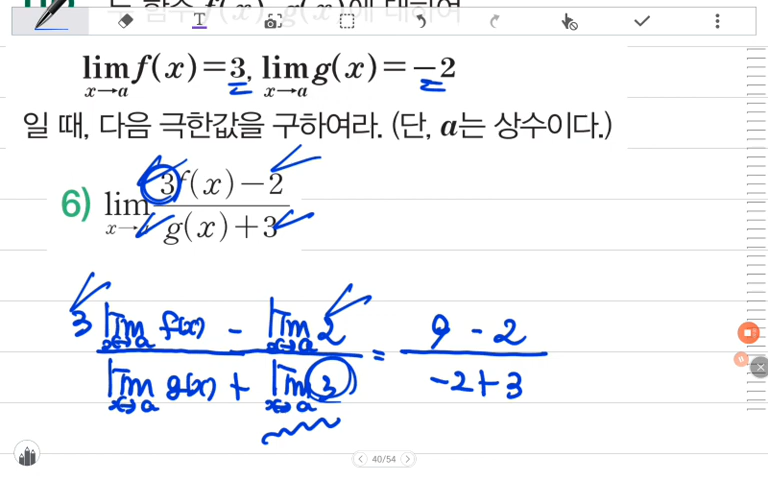 lim f(x)=3, lim g(x)=-2
x→a x→a
일 때, 다음 극한값을 구하여라. (단, a는 상수이다.)
6) lim 3f(x)-2
x→
g(x)+3
3 lim f(x) - lim 2 = 9 - 2
x→a x→a
lim g(x) + lim(3) -2+3
x→a x→a
40/54